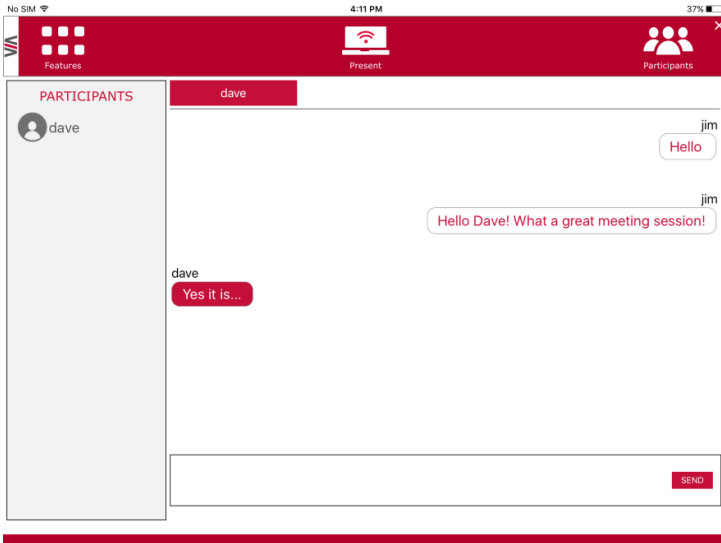 No SIM 4:11 PM 37%
VIA
Features Present Participants
PARTICIPANTS
dave
dave
jim
Hello
jim
Hello Dave! What a great meeting session!
dave
Yes it is...
SEND